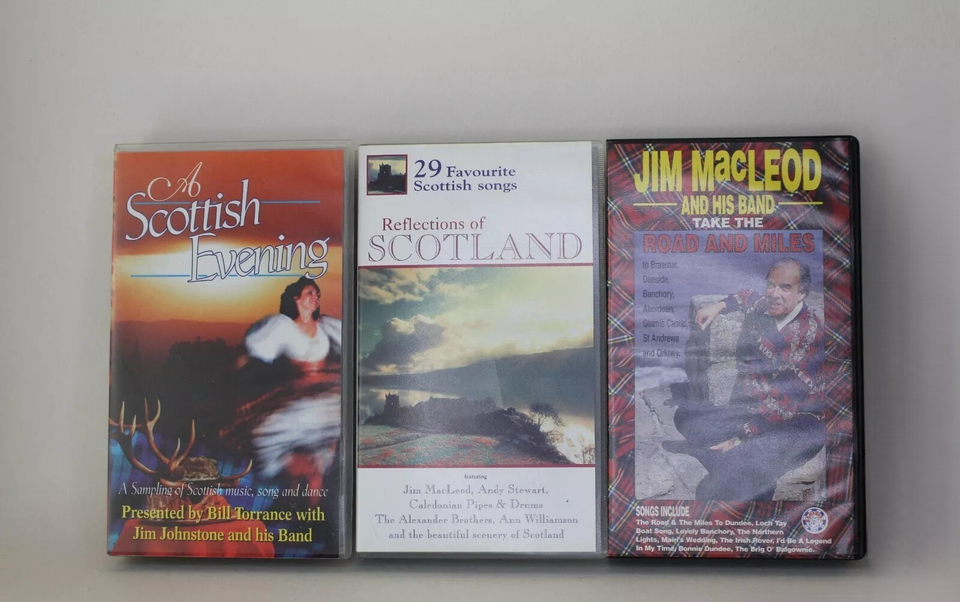 A
Scottish
Evening
A Sampling of Scottish music, song and dance
Presented by Bill Torrance with
Jim Johnstone and his Band
29 Favourite
Scottish songs
Reflections of
SCOTLAND
featuring
Jim MacLeod, Andy Stewart,
Caledonian Pipes & Drums
The Alexander Brothers, Ann Williamson
and the beautiful scenery of Scotland
JIM MacLEOD
AND HIS BAND
TAKE THE
ROAD AND MILES
to Braemar,
Deeside,
Banchory,
Aberdeen,
Glamis Castle,
St Andrews
and Orkney.
SONGS INCLUDE
The Road & The Miles To Dundee, Loch Tay
Boat Song, Lovely Banchory, The Northern
Lights, Mairi's Wedding, The Irish Rover, I'd Be A Legend
In My Time, Bonnie Dundee, The Brig O' Balgownie.